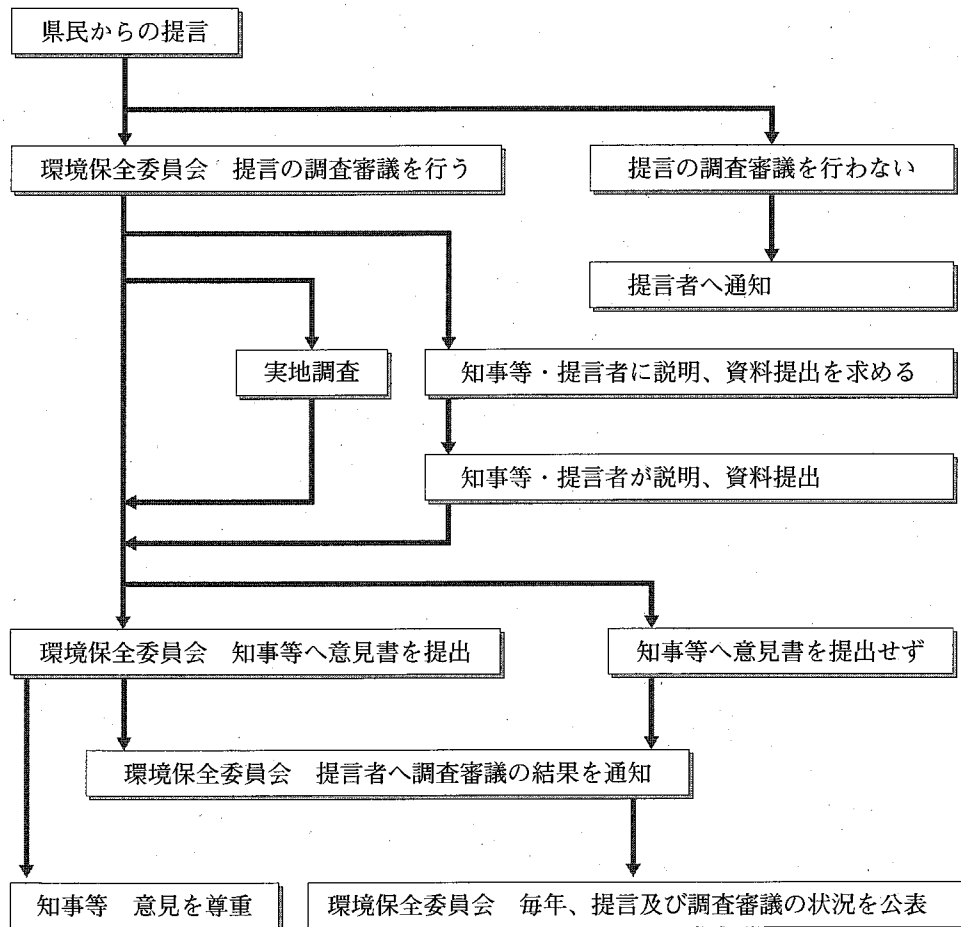 県民からの提言
環境保全委員会　提言の調査審議を行う
提言の調査審議を行わない
提言者へ通知
実地調査
知事等・提言者に説明、資料提出を求める
知事等・提言者が説明、資料提出
環境保全委員会　知事等へ意見書を提出
知事等へ意見書を提出せず
環境保全委員会　提言者へ調査審議の結果を通知
知事等　意見を尊重
環境保全委員会　毎年、提言及び調査審議の状況を公表